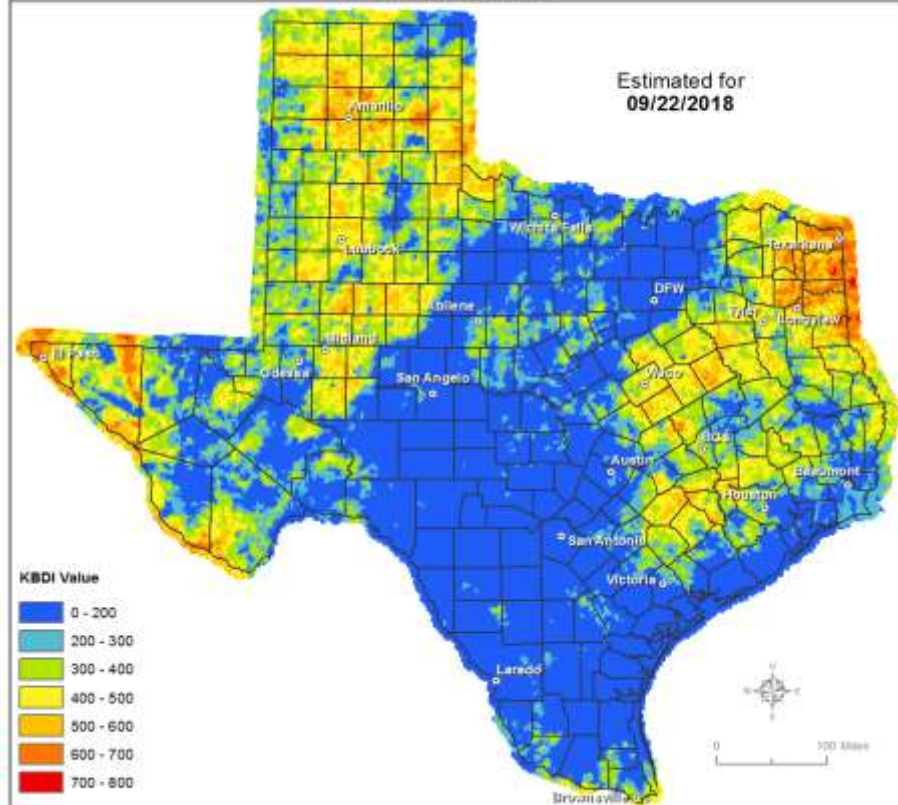 Estimated for
09/22/2018
Amarillo
Wichita Falls
Lubbock
Texarkana
DFW
Abilene
Tyler
Longview
Midland
El Paso
Odessa
Waco
San Angelo
BCS
Austin
Beaumont
Houston
San Antonio
Victoria
KBDI Value
0 - 200
200 - 300
300 - 400
400 - 500
500 - 600
600 - 700
700 - 800
Laredo
N
W
E
S
0
100 Miles
Brownsville